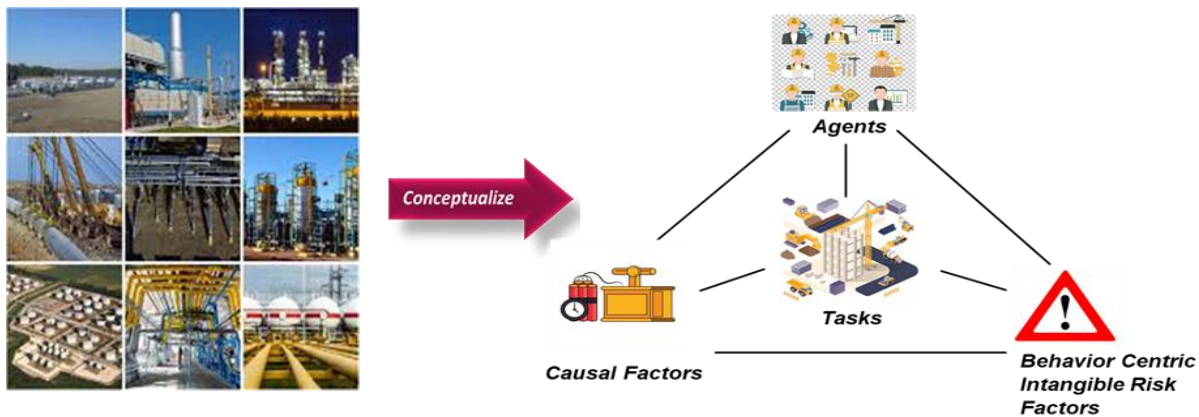 Agents
Conceptualize
Tasks
Causal Factors
Behavior Centric
Intangible Risk
Factors